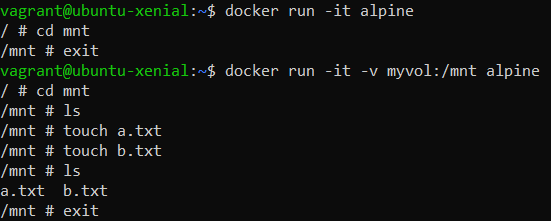 vagrant@ubuntu-xenial:~$ docker run -it alpine
/ # cd mnt
/mnt # exit
vagrant@ubuntu-xenial:~$ docker run -it -v myvol:/mnt alpine
/ # cd mnt
/mnt # ls
/mnt # touch a.txt
/mnt # touch b.txt
/mnt # ls
a.txt  b.txt
/mnt # exit